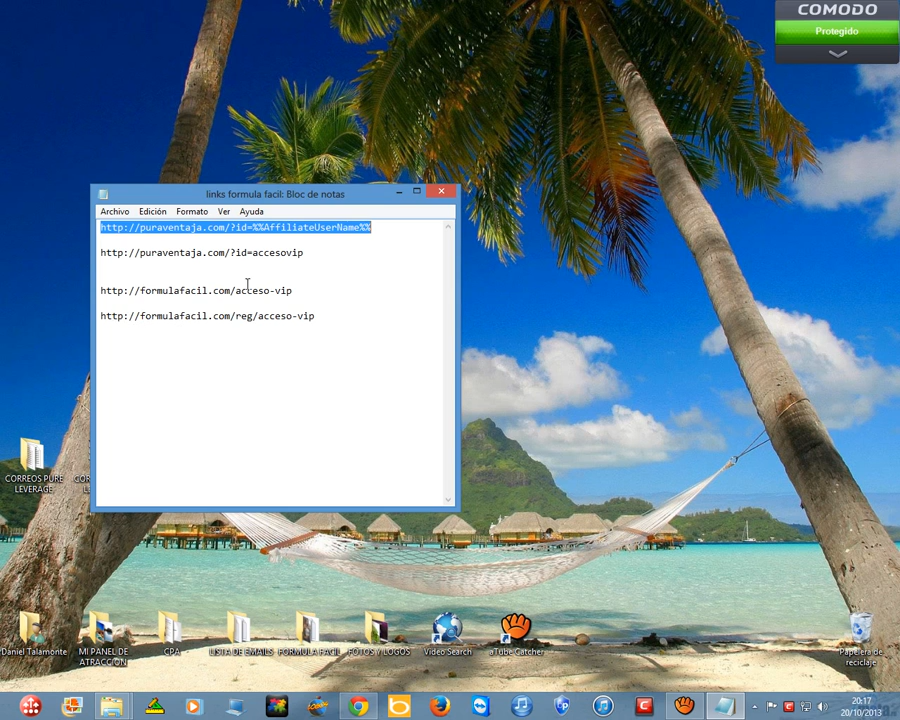 COMODO
Protegido
links formula facil: Bloc de notas
Archivo Edición Formato Ver Ayuda
http://puraventaja.com/?id=%%AffiliateUserName%%
http://puraventaja.com/?id=accesovip
http://formulafacil.com/acceso-vip
http://formulafacil.com/reg/acceso-vip
CORREOS PURE
LEVERAGE
Daniel Talamonte
MI PANEL DE
ATRACCION
CPA
LISTA DE EMAILS
FORMULA FACIL
FOTOS Y LOGOS
Video Search
aTube Catcher
Papelera de
reciclaje
20:17
20/10/2013